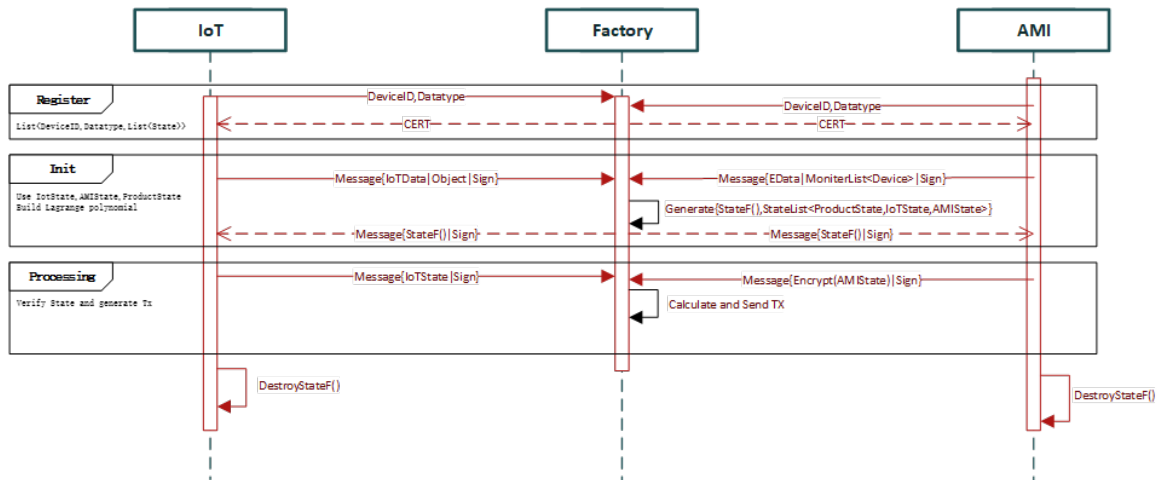 IoT
Factory
AMI
Register
DeviceID,Datatype
DeviceID,Datatype
List<DeviceID,Datatype,List<State>>
CERT
CERT
Init
Use IotState,AMIState,ProductState
Build Lagrange polynomial
Message{IoTData|Object|Sign}
Message{EData|MoniterList<Device>|Sign}
Generate{StateF(),StateList<ProductState,IoTState,AMIState>}
Message{StateF()|Sign}
Message{StateF()|Sign}
Processing
Message{IoTState|Sign}
Message{Encrypt(AMIState)|Sign}
Verify State and generate Tx
Calculate and Send TX
DestroyStateF()
DestroyStateF()